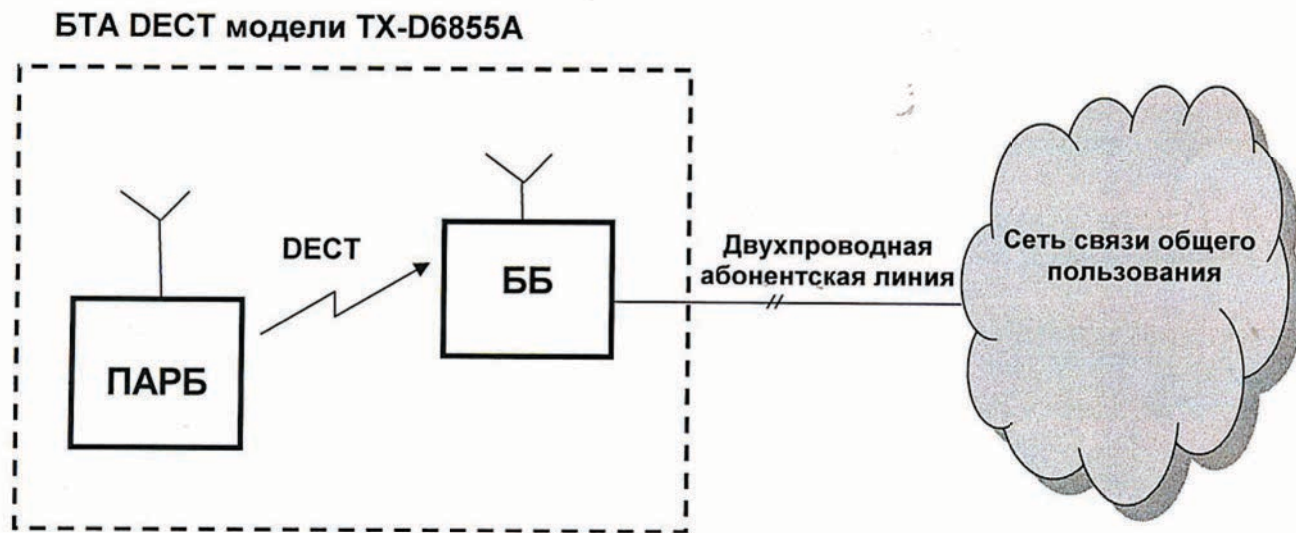 БТА DECT модели TX-D6855A
DECT
ББ
ПАРБ
Двухпроводная
абонентская линия
Сеть связи общего
пользования